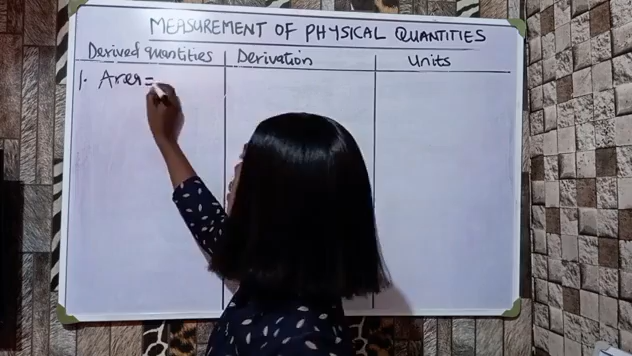 MEASUREMENT OF PHYSICAL QUANTITIES
Derived quantities Derivation Units
1. Area=